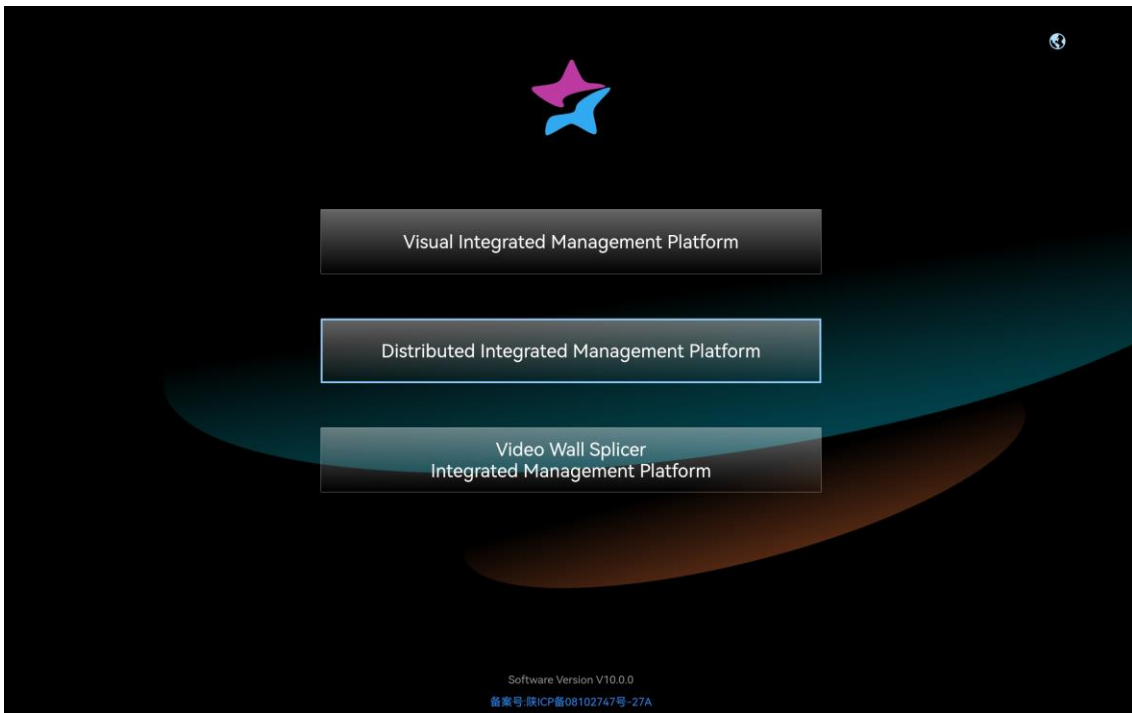 Visual Integrated Management Platform
Distributed Integrated Management Platform
Video Wall Splicer
Integrated Management Platform
Software Version V10.0.0
备案号:陕ICP备08102747号-27A